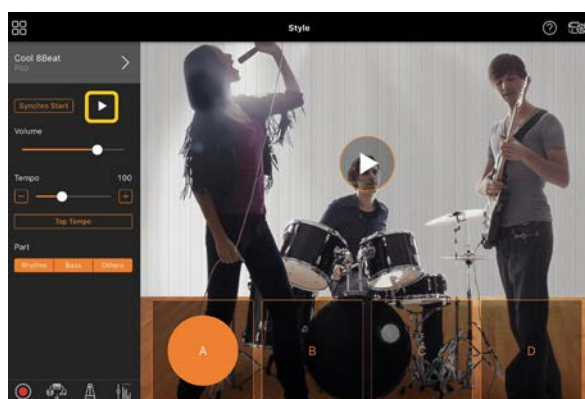 Style
Cool 8Beat
Pop
Synchro Start
Volume
Tempo 100
Tap Tempo
Part
Rhythm Bass Others
A B C D